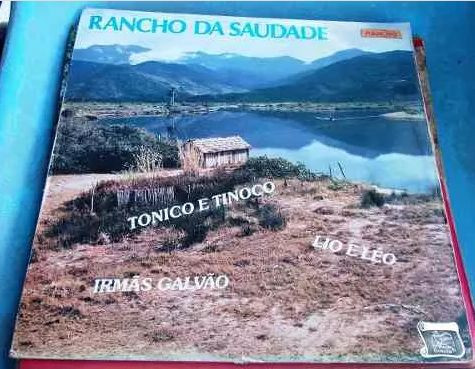 RANCHO DA SAUDADE
TONICO E TINOCO
LIO E LÉO
IRMÃS GALVÃO